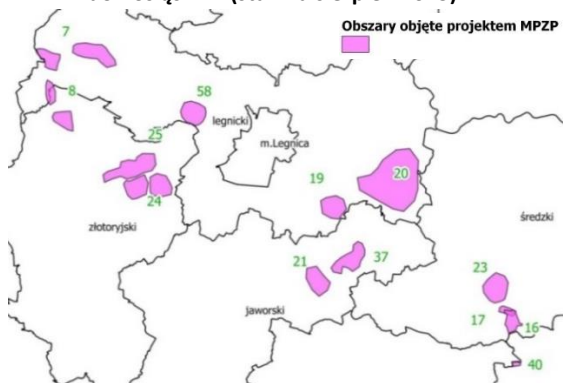 Obszary objęte projektem MPZP
7
8
58
legnicki
25
m.Legnica
19
20
24
złotoryjski
średzki
21
37
23
jaworski
17
16
40